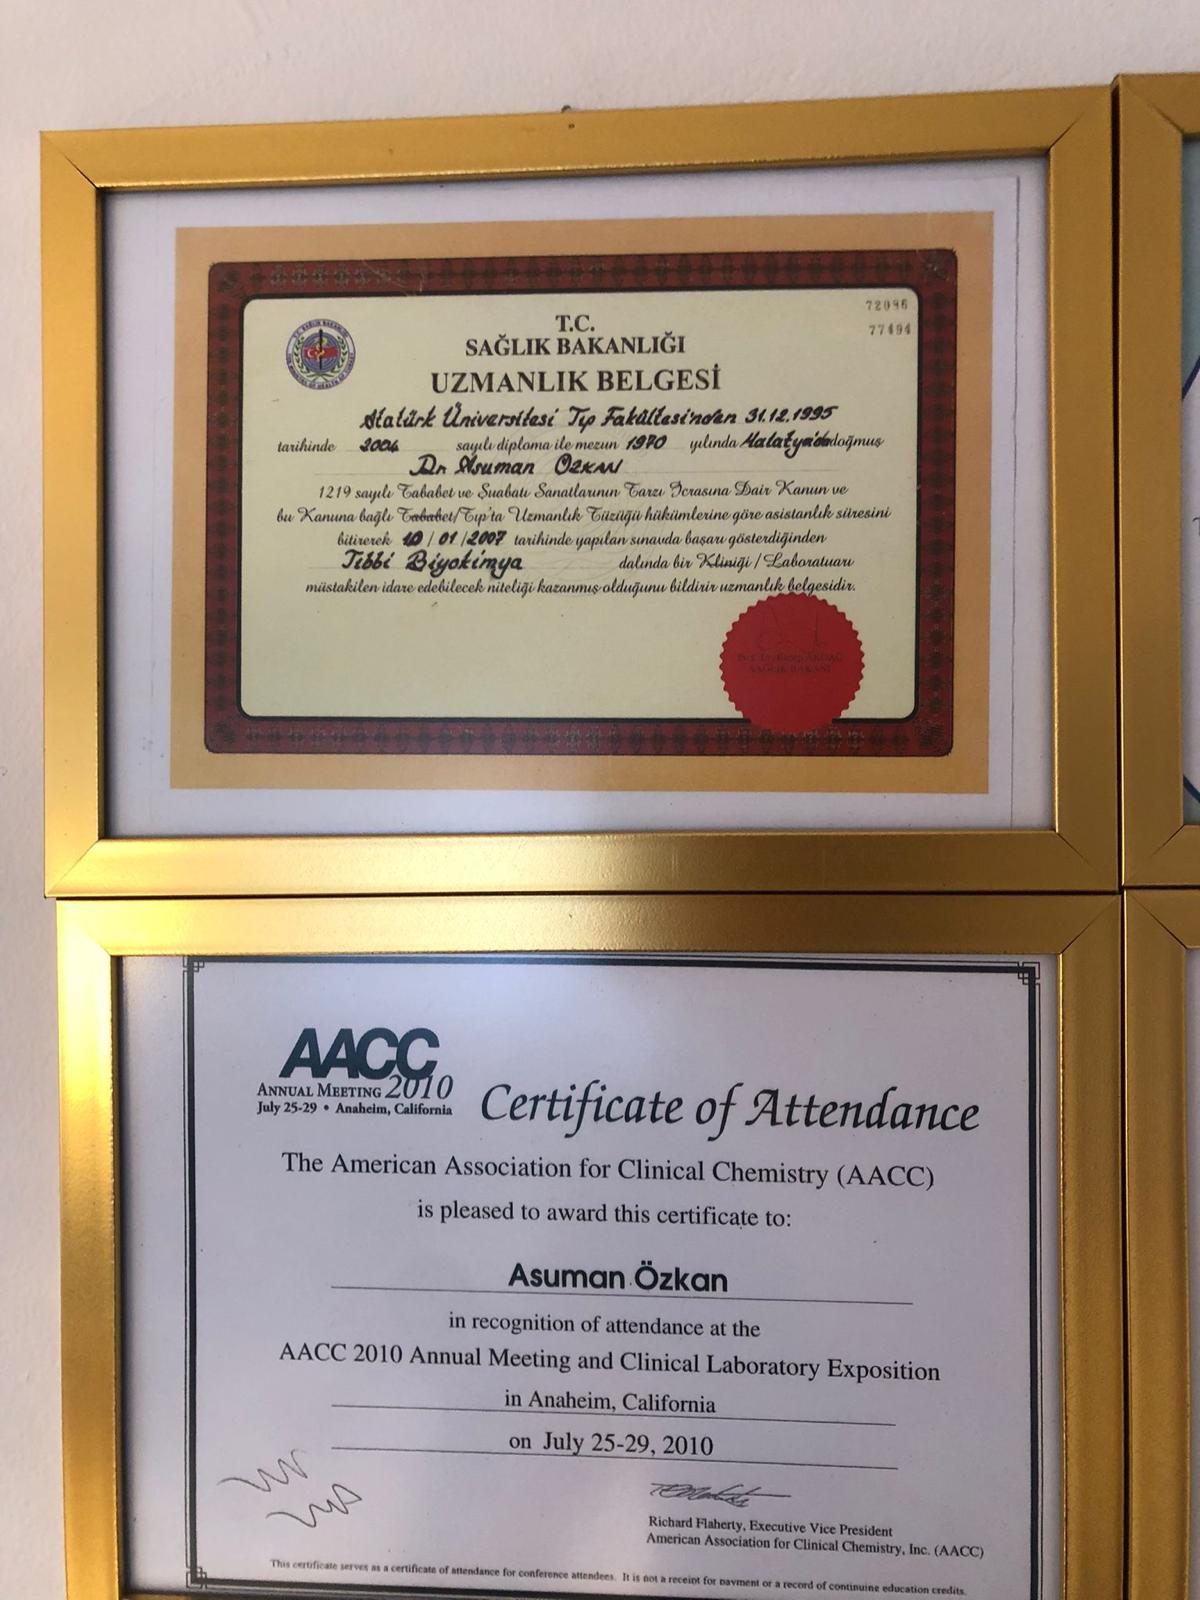 72096
77494
T.C.
SAĞLIK BAKANLIĞI
UZMANLIK BELGESİ
Atatürk Üniversitesi Tıp Fakültesi'nden 31.12.1995
tarihinde 2004 sayılı diploma ile mezun 1970 yılında Malatya'da doğmuş
Dr. Asuman ÖZKAN
1219 sayılı Tababet ve Şuabatı Sanatlarının Tarzı İcrasına Dair Kanun ve
bu Kanuna bağlı Tababet/Tıp'ta Uzmanlık Tüzüğü hükümlerine göre asistanlık süresini
bitirerek 10 / 01 / 2007 tarihinde yapılan sınavda başarı gösterdiğinden
Tıbbi Biyokimya dalında bir Kliniği / Laboratuarı
müstakilen idare edebilecek niteliği kazanmış olduğunu bildirir uzmanlık belgesidir.
Prof. Dr. Recep AKDAĞ
SAĞLIK BAKANI
AACC
ANNUAL MEETING 2010
July 25-29 • Anaheim, California
Certificate of Attendance
The American Association for Clinical Chemistry (AACC)
is pleased to award this certificate to:
Asuman Özkan
in recognition of attendance at the
AACC 2010 Annual Meeting and Clinical Laboratory Exposition
in Anaheim, California
on July 25-29, 2010
Richard Flaherty, Executive Vice President
American Association for Clinical Chemistry, Inc. (AACC)
This certificate serves as a certificate of attendance for conference attendees. It is not a receipt for payment or a record of continuing education credits.